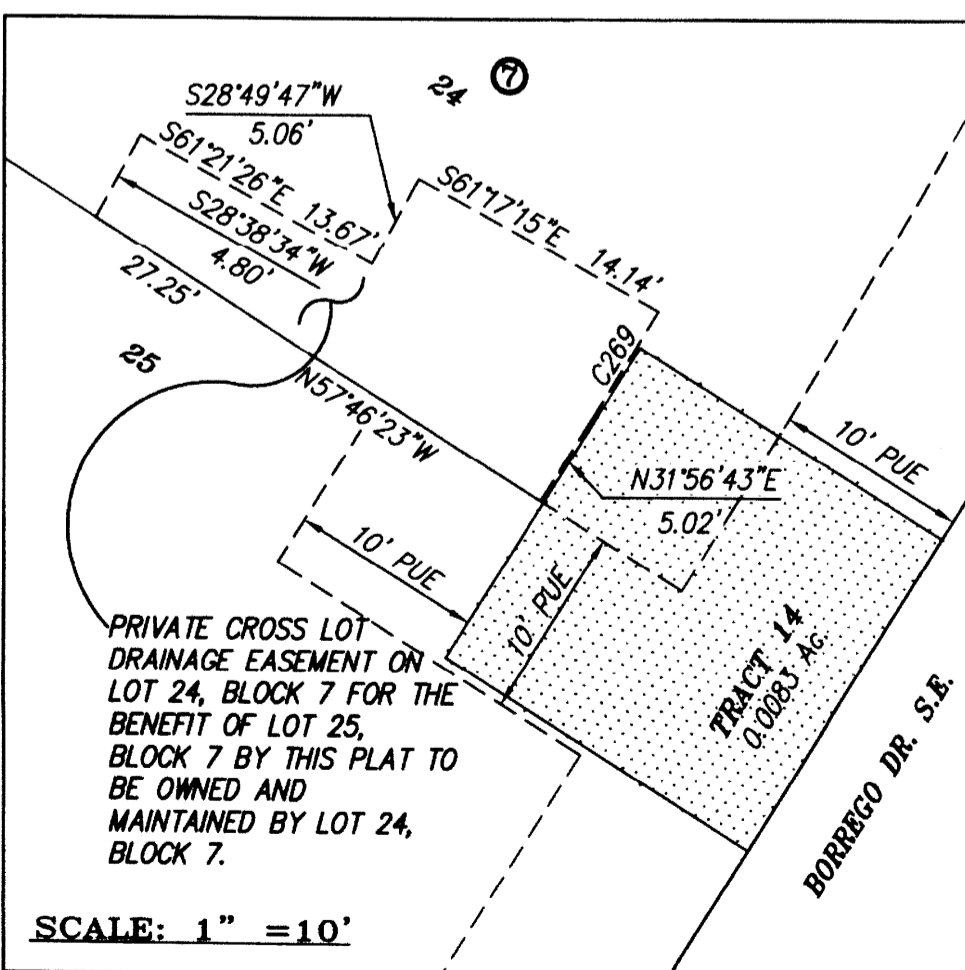 24 7
S28°49'47"W
5.06'
S61°21'26"E 13.67'
S28°38'34"W
4.80'
27.25'
S61°17'15"E 14.14'
25
N57°46'23"W
C269
10' PUE
N31°56'43"E
5.02'
10' PUE
10' PUE
TRACT 14
0.0083 Ac.
BORREGO DR. S.E.
PRIVATE CROSS LOT
DRAINAGE EASEMENT ON
LOT 24, BLOCK 7 FOR THE
BENEFIT OF LOT 25,
BLOCK 7 BY THIS PLAT TO
BE OWNED AND
MAINTAINED BY LOT 24,
BLOCK 7.
SCALE: 1" =10'